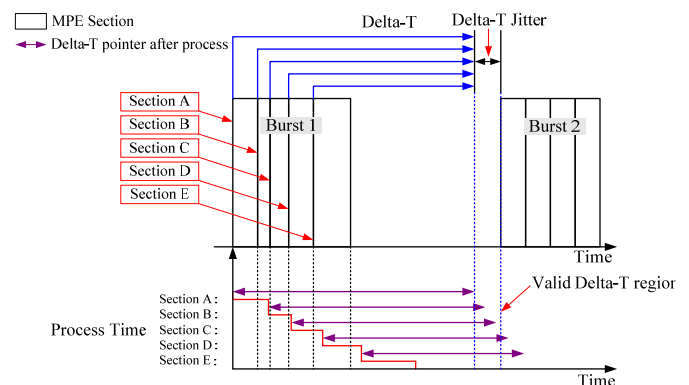 MPE Section
Delta-T pointer after process
Delta-T
Delta-T Jitter
Section A
Section B
Section C
Section D
Section E
Burst 1
Burst 2
Time
Valid Delta-T region
Process Time
Section A:
Section B:
Section C:
Section D:
Section E:
Time